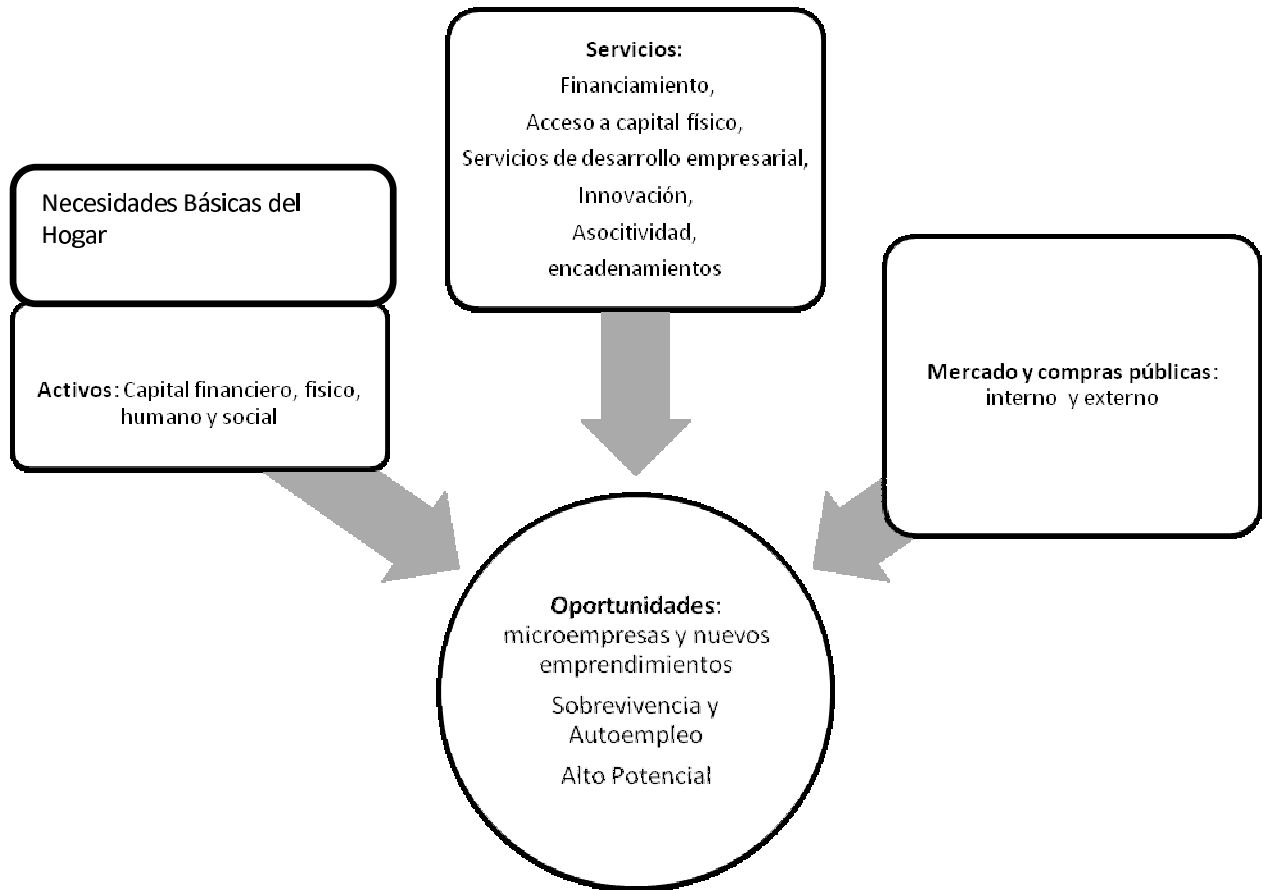 Servicios:
Financiamiento,
Acceso a capital físico,
Servicios de desarrollo empresarial,
Innovación,
Asocitividad,
encadenamientos
Necesidades Básicas del
Hogar
Activos: Capital financiero, fisico,
humano y social
Mercado y compras públicas:
interno y externo
Oportunidades:
microempresas y nuevos
emprendimientos
Sobrevivencia y
Autoempleo
Alto Potencial